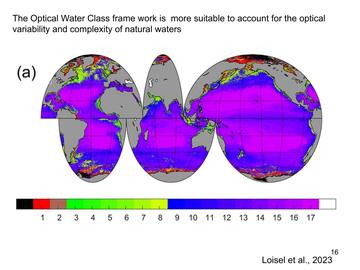 The Optical Water Class frame work is more suitable to account for the optical
variability and complexity of natural waters
(a)
1 2 3 4 5 6 7 8 9 10 11 12 13 14 15 16 17
16
Loisel et al., 2023